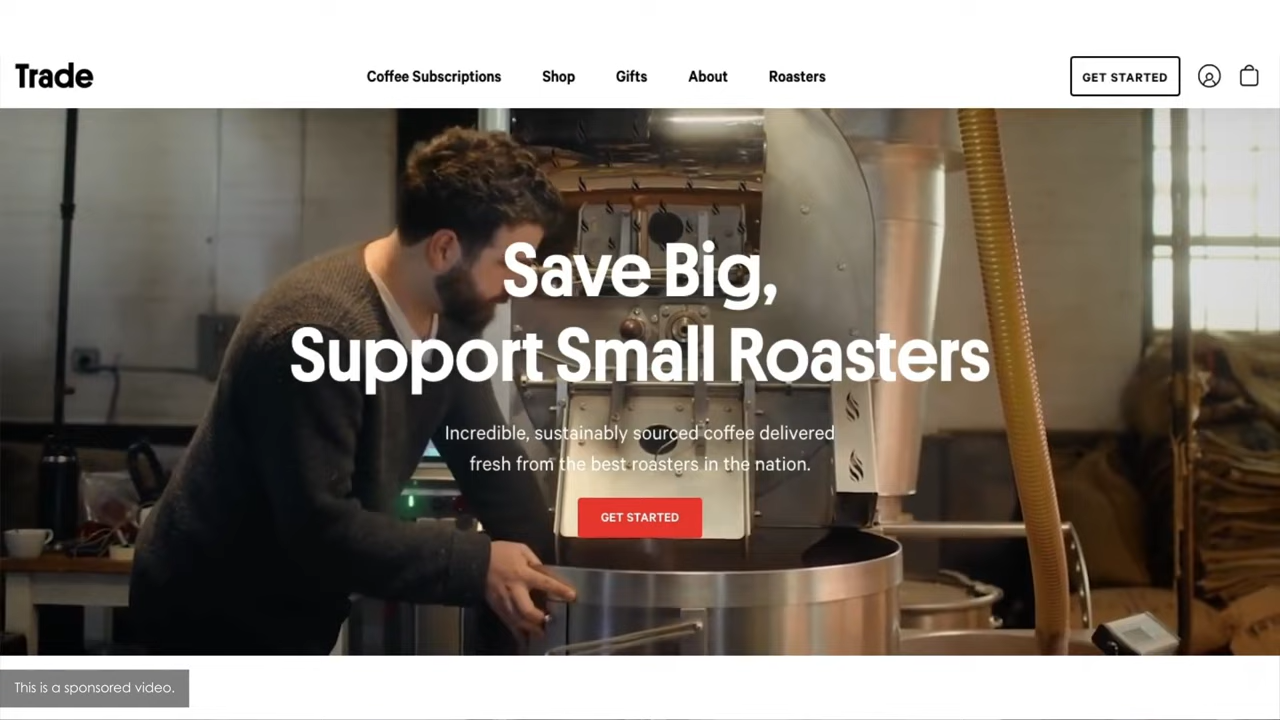 Trade
Coffee Subscriptions
Shop
Gifts
About
Roasters
GET STARTED
Save Big,
Support Small Roasters
Incredible, sustainably sourced coffee delivered
fresh from the best roasters in the nation.
GET STARTED
This is a sponsored video.